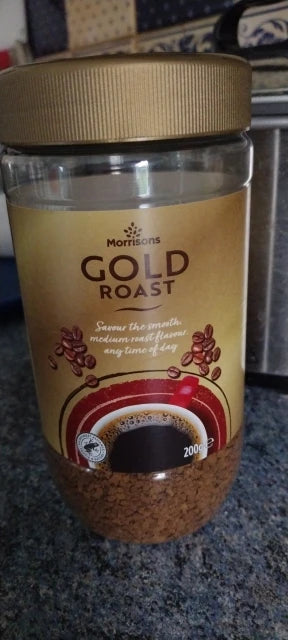 Morrisons
GOLD
ROAST
Savour the smooth,
medium roast flavour
any time of day
200g e